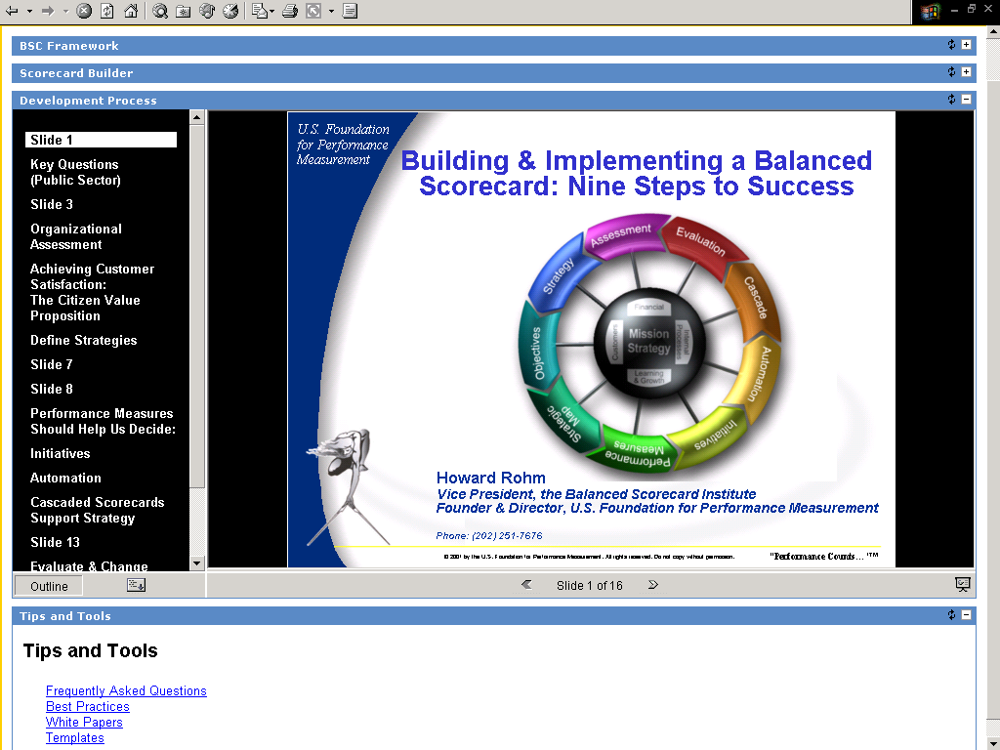 BSC Framework
Scorecard Builder
Development Process
Slide 1
Key Questions
(Public Sector)
Slide 3
Organizational
Assessment
Achieving Customer
Satisfaction:
The Citizen Value
Proposition
Define Strategies
Slide 7
Slide 8
Performance Measures
Should Help Us Decide:
Initiatives
Automation
Cascaded Scorecards
Support Strategy
Slide 13
Evaluate & Change
U.S. Foundation
for Performance
Measurement
Building & Implementing a Balanced
Scorecard: Nine Steps to Success
Assessment
Evaluation
Cascade
Automation
Initiatives
Performance
Measures
Strategic
Map
Objectives
Strategy
Financial
Customers
Mission
Strategy
Internal
Processes
Learning
& Growth
Howard Rohm
Vice President, the Balanced Scorecard Institute
Founder & Director, U.S. Foundation for Performance Measurement
Phone: (202) 251-7676
© 2001 by the U.S. Foundation for Performance Measurement. All rights reserved. Do not copy without permission.
"Performance Counts... "TM
Outline
Slide 1 of 16
Tips and Tools
Tips and Tools
Frequently Asked Questions
Best Practices
White Papers
Templates